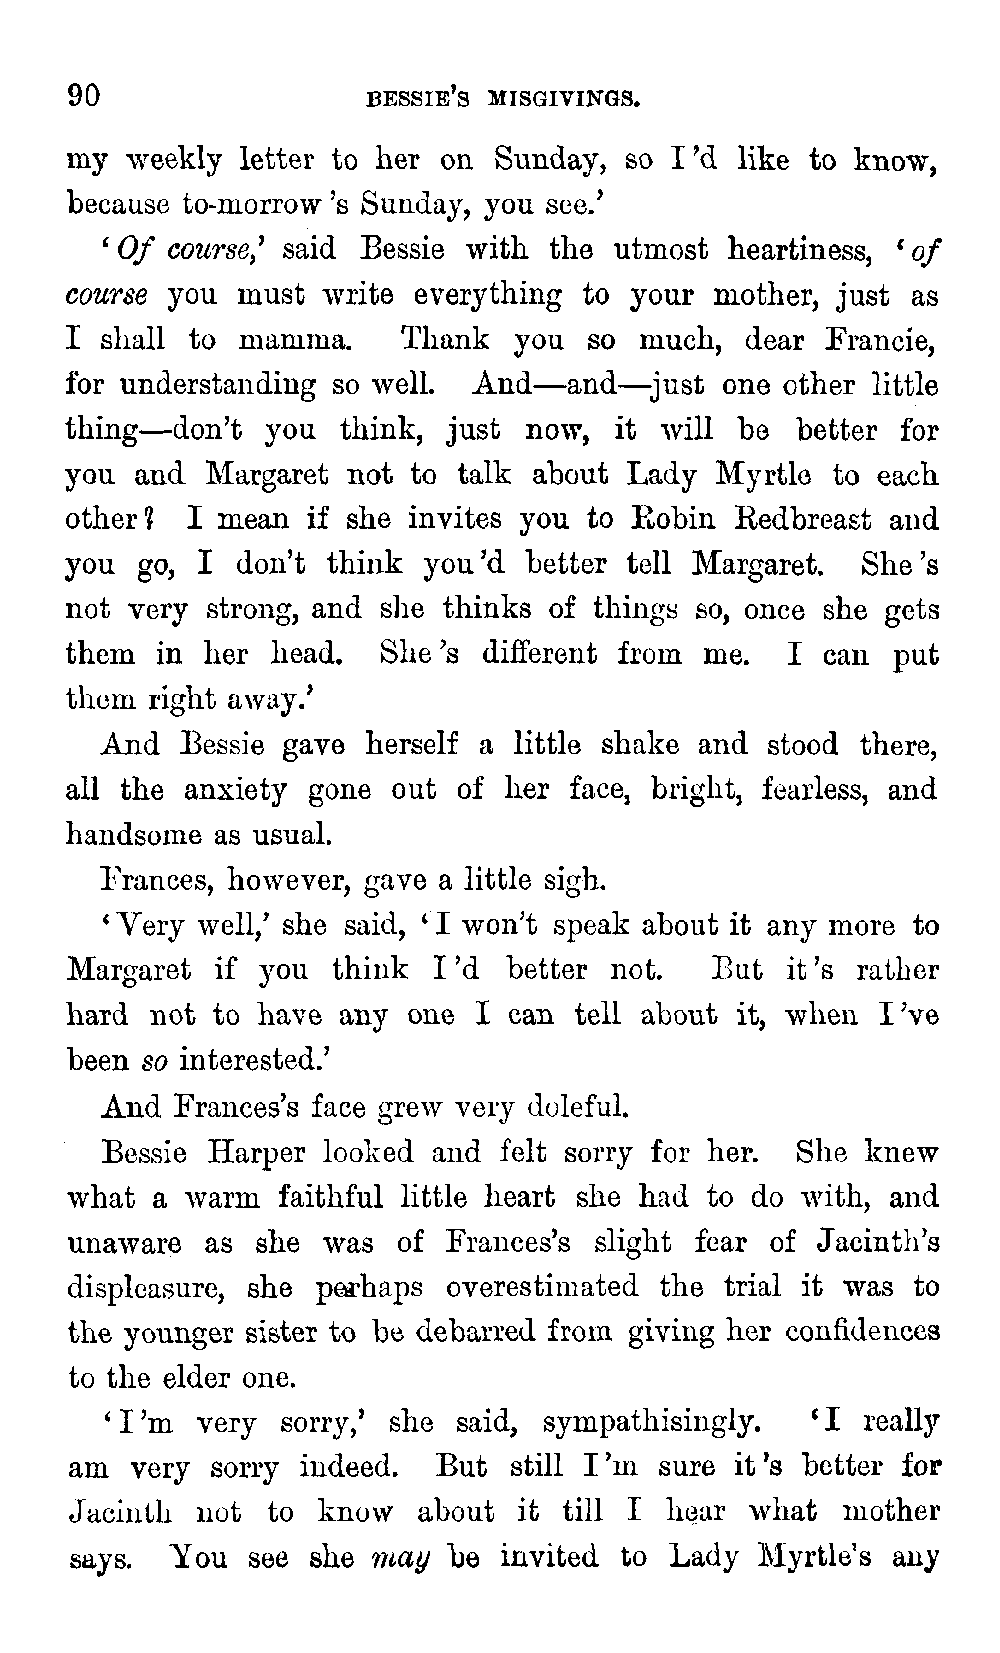 90 BESSIE'S MISGIVINGS.
my weekly letter to her on Sunday, so I 'd like to know,
because to-morrow 's Sunday, you see.'
'Of course,' said Bessie with the utmost heartiness, 'of
course you must write everything to your mother, just as
I shall to mamma. Thank you so much, dear Francie,
for understanding so well. And—and—just one other little
thing—don't you think, just now, it will be better for
you and Margaret not to talk about Lady Myrtle to each
other? I mean if she invites you to Robin Redbreast and
you go, I don't think you 'd better tell Margaret. She 's
not very strong, and she thinks of things so, once she gets
them in her head. She 's different from me. I can put
them right away.'
And Bessie gave herself a little shake and stood there,
all the anxiety gone out of her face, bright, fearless, and
handsome as usual.
Frances, however, gave a little sigh.
'Very well,' she said, 'I won't speak about it any more to
Margaret if you think I 'd better not. But it 's rather
hard not to have any one I can tell about it, when I 've
been so interested.'
And Frances's face grew very doleful.
Bessie Harper looked and felt sorry for her. She knew
what a warm faithful little heart she had to do with, and
unaware as she was of Frances's slight fear of Jacinth's
displeasure, she perhaps overestimated the trial it was to
the younger sister to be debarred from giving her confidences
to the elder one.
'I 'm very sorry,' she said, sympathisingly. 'I really
am very sorry indeed. But still I 'm sure it 's better for
Jacinth not to know about it till I hear what mother
says. You see she may be invited to Lady Myrtle's any